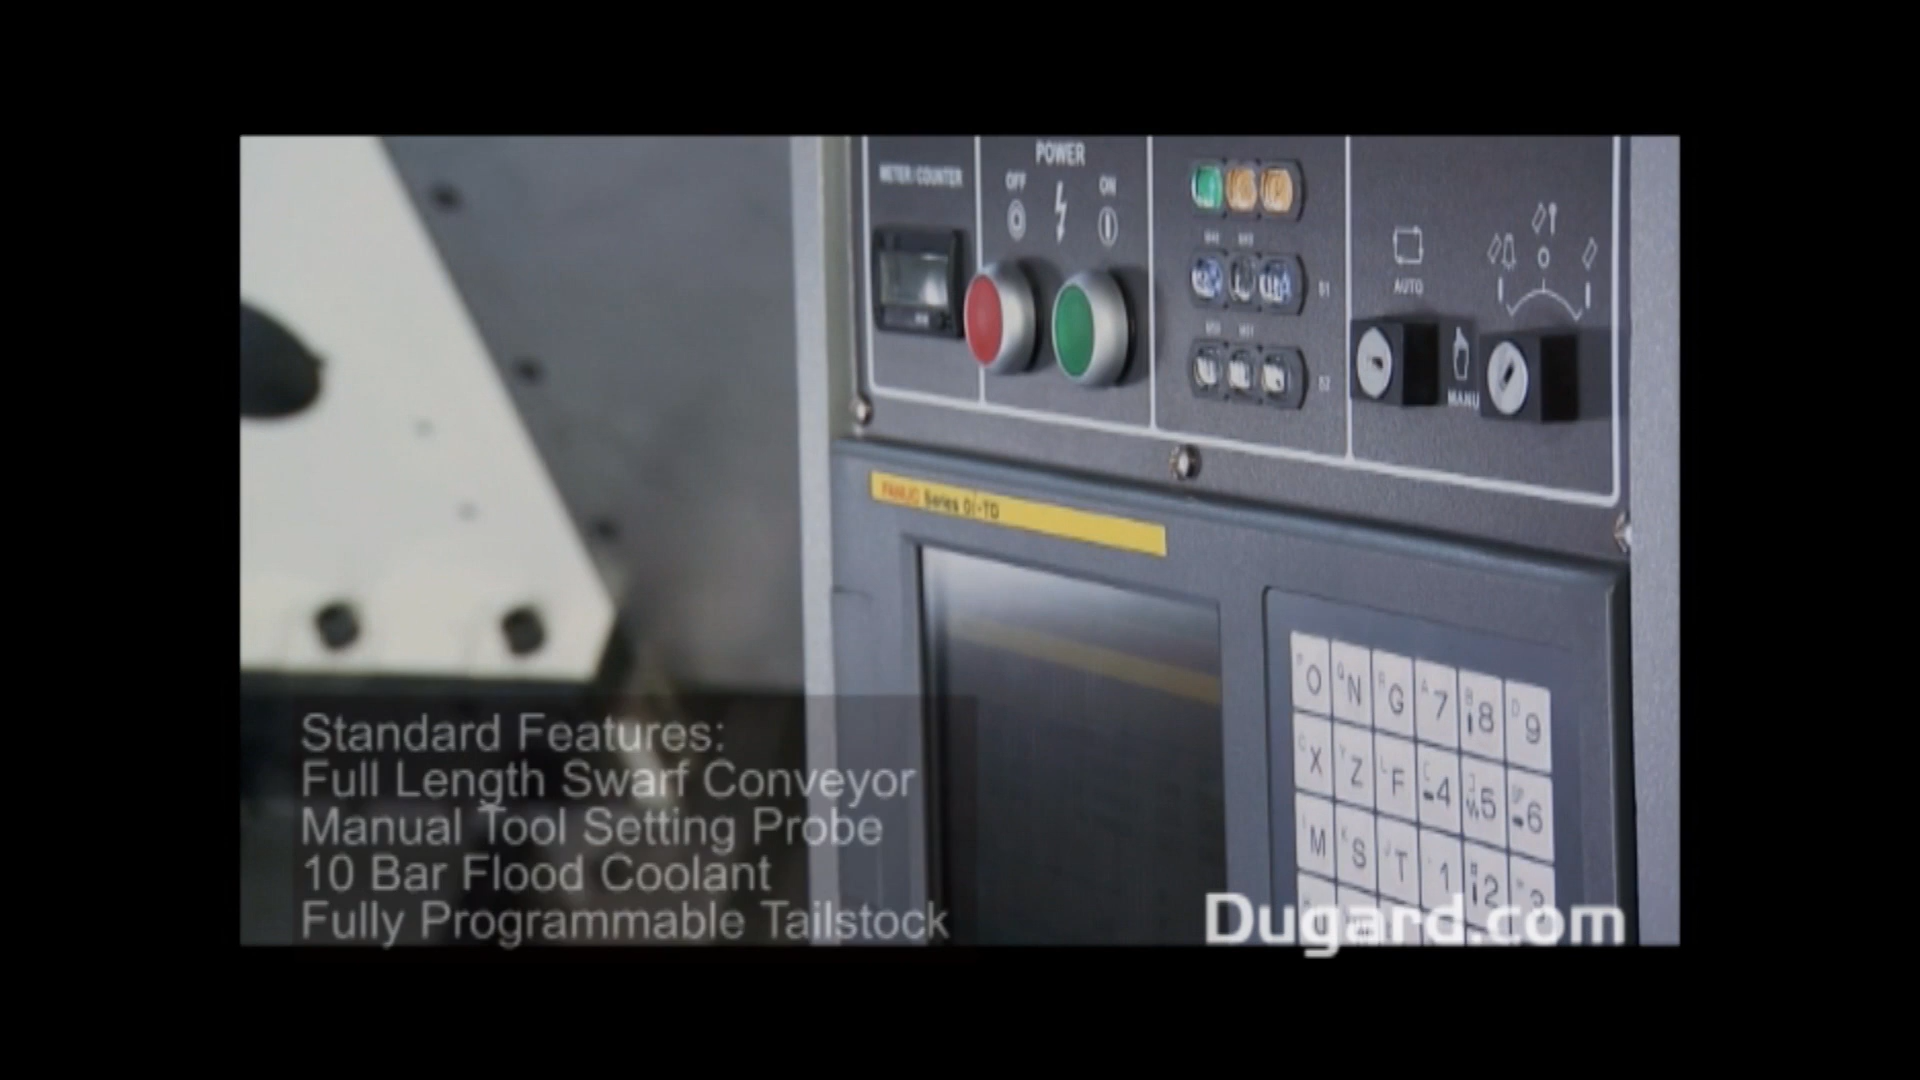 METER/COUNTER
POWER
OFF
ON
AUTO
MANU
FANUC Series 0i-TD
O N G 7 8 9
X Z F 4 5 6
M S T 1 2 3
Standard Features:
Full Length Swarf Conveyor
Manual Tool Setting Probe
10 Bar Flood Coolant
Fully Programmable Tailstock
Dugard.com